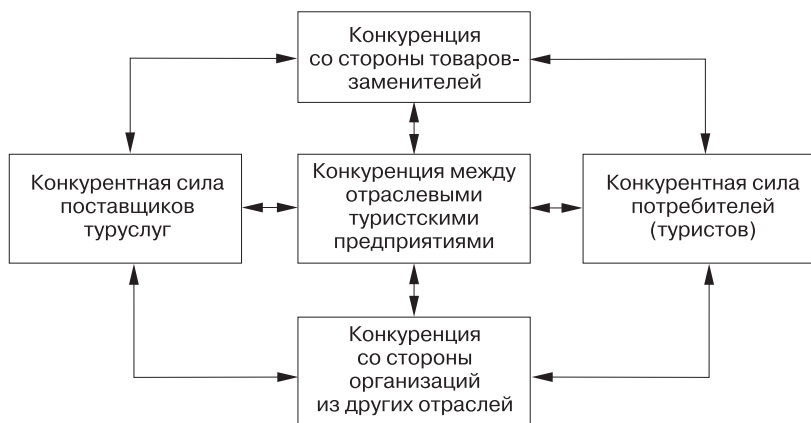 Конкуренция
со стороны товаров-
заменителей
Конкурентная сила
поставщиков
туруслуг
Конкуренция между
отраслевыми
туристскими
предприятиями
Конкурентная сила
потребителей
(туристов)
Конкуренция
со стороны
организаций
из других отраслей